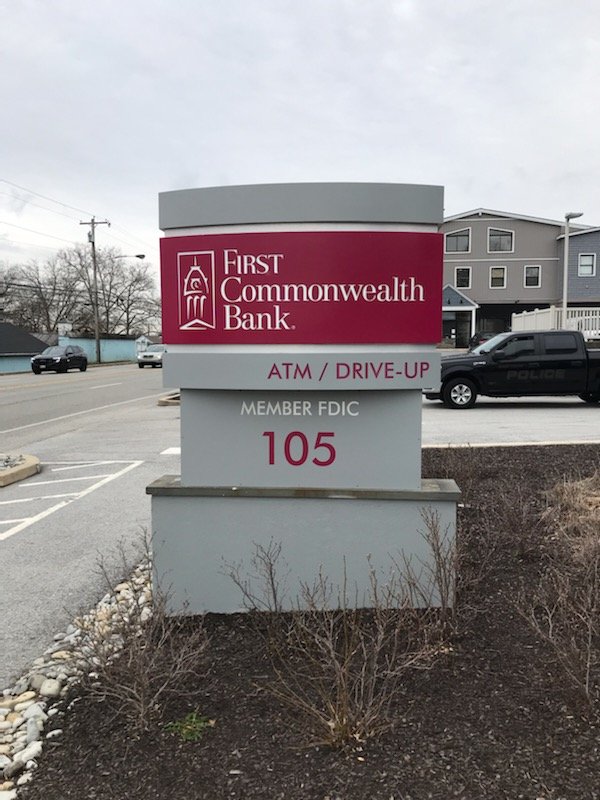 FIRST
Commonwealth
Bank
ATM / DRIVE-UP
MEMBER FDIC
105
POLICE